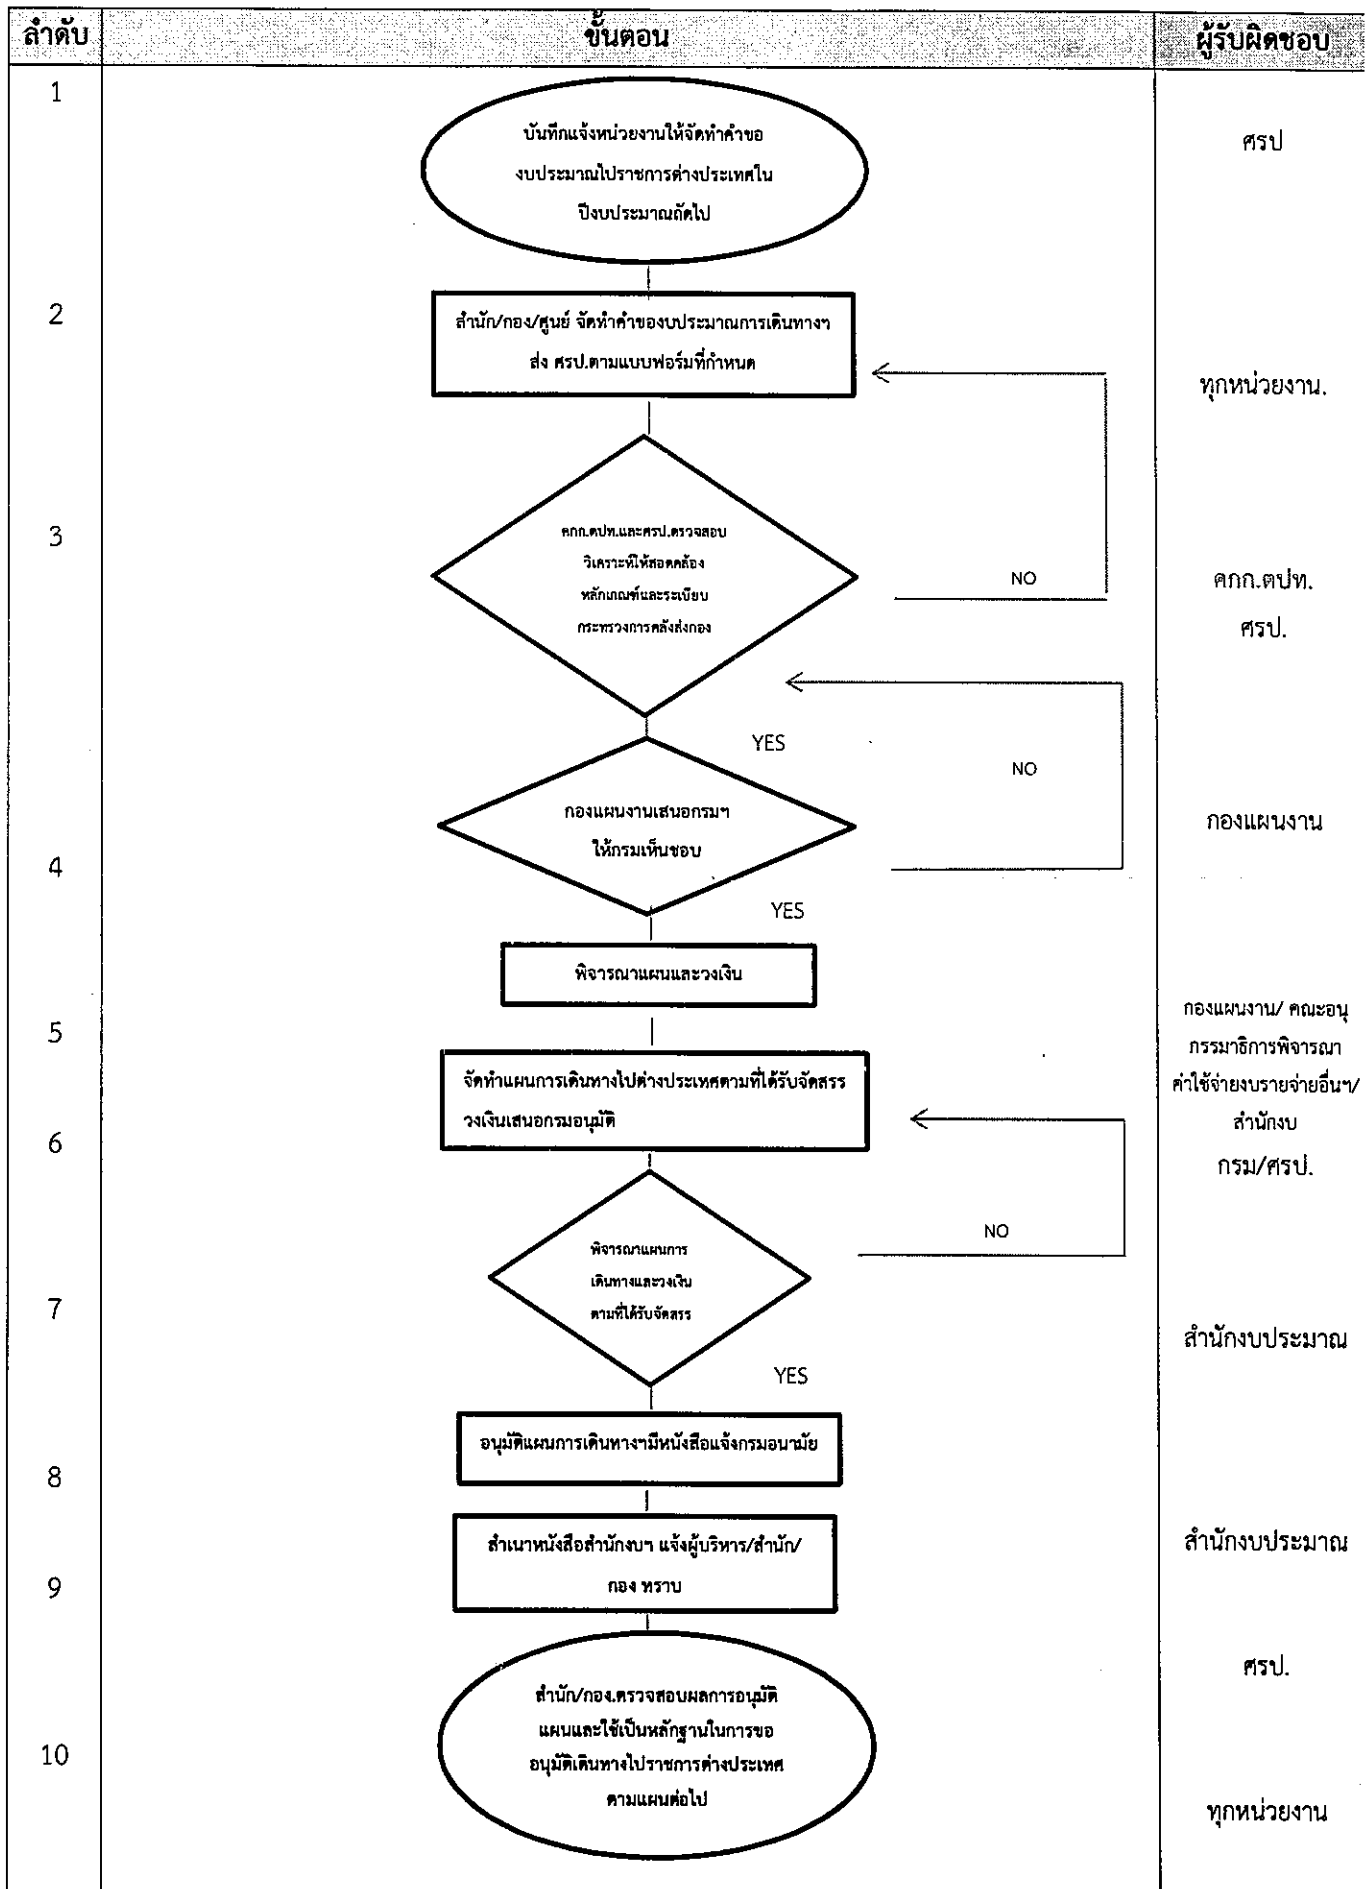 ลำดับ ขั้นตอน ผู้รับผิดชอบ
1
บันทึกแจ้งหน่วยงานให้จัดทำคำขอ
งบประมาณไปราชการต่างประเทศใน
ปีงบประมาณถัดไป
ศรป
2
สำนัก/กอง/ศูนย์ จัดทำคำของบประมาณการเดินทางฯ
ส่ง ศรป.ตามแบบฟอร์มที่กำหนด
ทุกหน่วยงาน.
3
คกก.ตปท.และศรป.ตรวจสอบ
วิเคราะห์ให้สอดคล้อง
หลักเกณฑ์และระเบียบ
กระทรวงการคลังส่งกอง
NO
คกก.ตปท.
ศรป.
YES
NO
4
กองแผนงานเสนอกรมฯ
ให้กรมเห็นชอบ
กองแผนงาน
YES
พิจารณาแผนและวงเงิน
5
กองแผนงาน/ คณะอนุ
กรรมาธิการพิจารณา
ค่าใช้จ่ายงบรายจ่ายอื่นฯ/
สำนักงบ
6
จัดทำแผนการเดินทางไปต่างประเทศตามที่ได้รับจัดสรร
วงเงินเสนอกรมอนุมัติ
กรม/ศรป.
NO
7
พิจารณาแผนการ
เดินทางและวงเงิน
ตามที่ได้รับจัดสรร
สำนักงบประมาณ
YES
8
อนุมัติแผนการเดินทางฯมีหนังสือแจ้งกรมอนามัย
สำนักงบประมาณ
9
สำเนาหนังสือสำนักงบฯ แจ้งผู้บริหาร/สำนัก/
กอง ทราบ
ศรป.
10
สำนัก/กอง.ตรวจสอบผลการอนุมัติ
แผนและใช้เป็นหลักฐานในการขอ
อนุมัติเดินทางไปราชการต่างประเทศ
ตามแผนต่อไป
ทุกหน่วยงาน